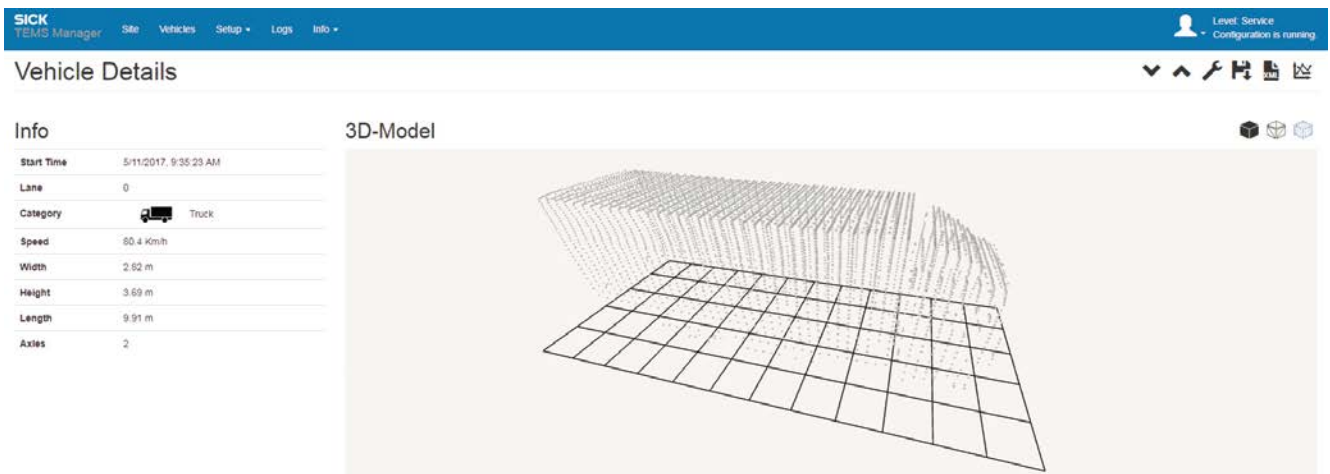 SICK
TEMS Manager Site Vehicles Setup Logs Info
Level: Service
Configuration is running.
Vehicle Details
XML
Info
Start Time 5/11/2017, 9:35:23 AM
Lane 0
Category Truck
Speed 80.4 Km/h
Width 2.62 m
Height 3.69 m
Length 9.91 m
Axles 2
3D-Model